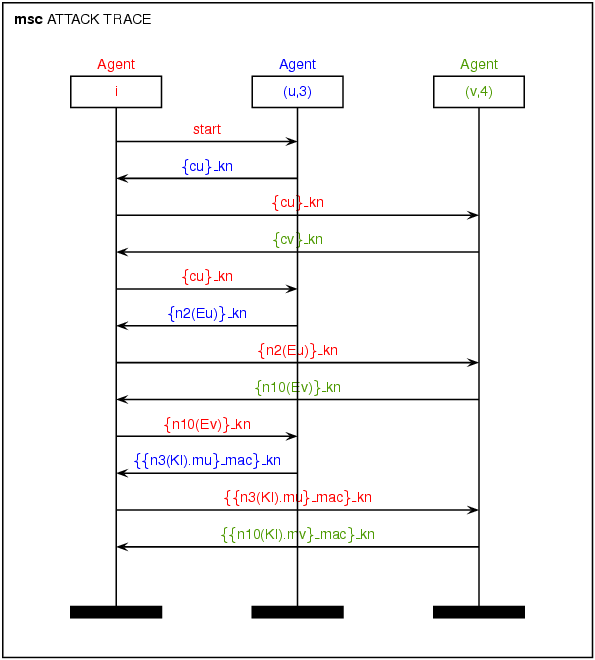 msc ATTACK TRACE
Agent Agent Agent
i (u,3) (v,4)
start
{cu}_kn
{cu}_kn
{cv}_kn
{cu}_kn
{n2(Eu)}_kn
{n2(Eu)}_kn
{n10(Ev)}_kn
{n10(Ev)}_kn
{{n3(Kl).mu}_mac}_kn
{{n3(Kl).mu}_mac}_kn
{{n10(Kl).mv}_mac}_kn